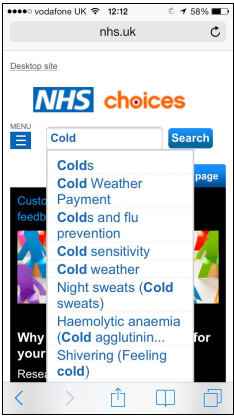 vodafone UK 12:12 58%
nhs.uk
Desktop site
NHS choices
MENU
Cold
Search
Colds
Cold Weather
Payment
Colds and flu
prevention
Cold sensitivity
Cold weather
Night sweats (Cold
sweats)
Haemolytic anaemia
(Cold agglutinin...
Shivering (Feeling
cold)
page
Custo
feedb
Why
for
your
Resea